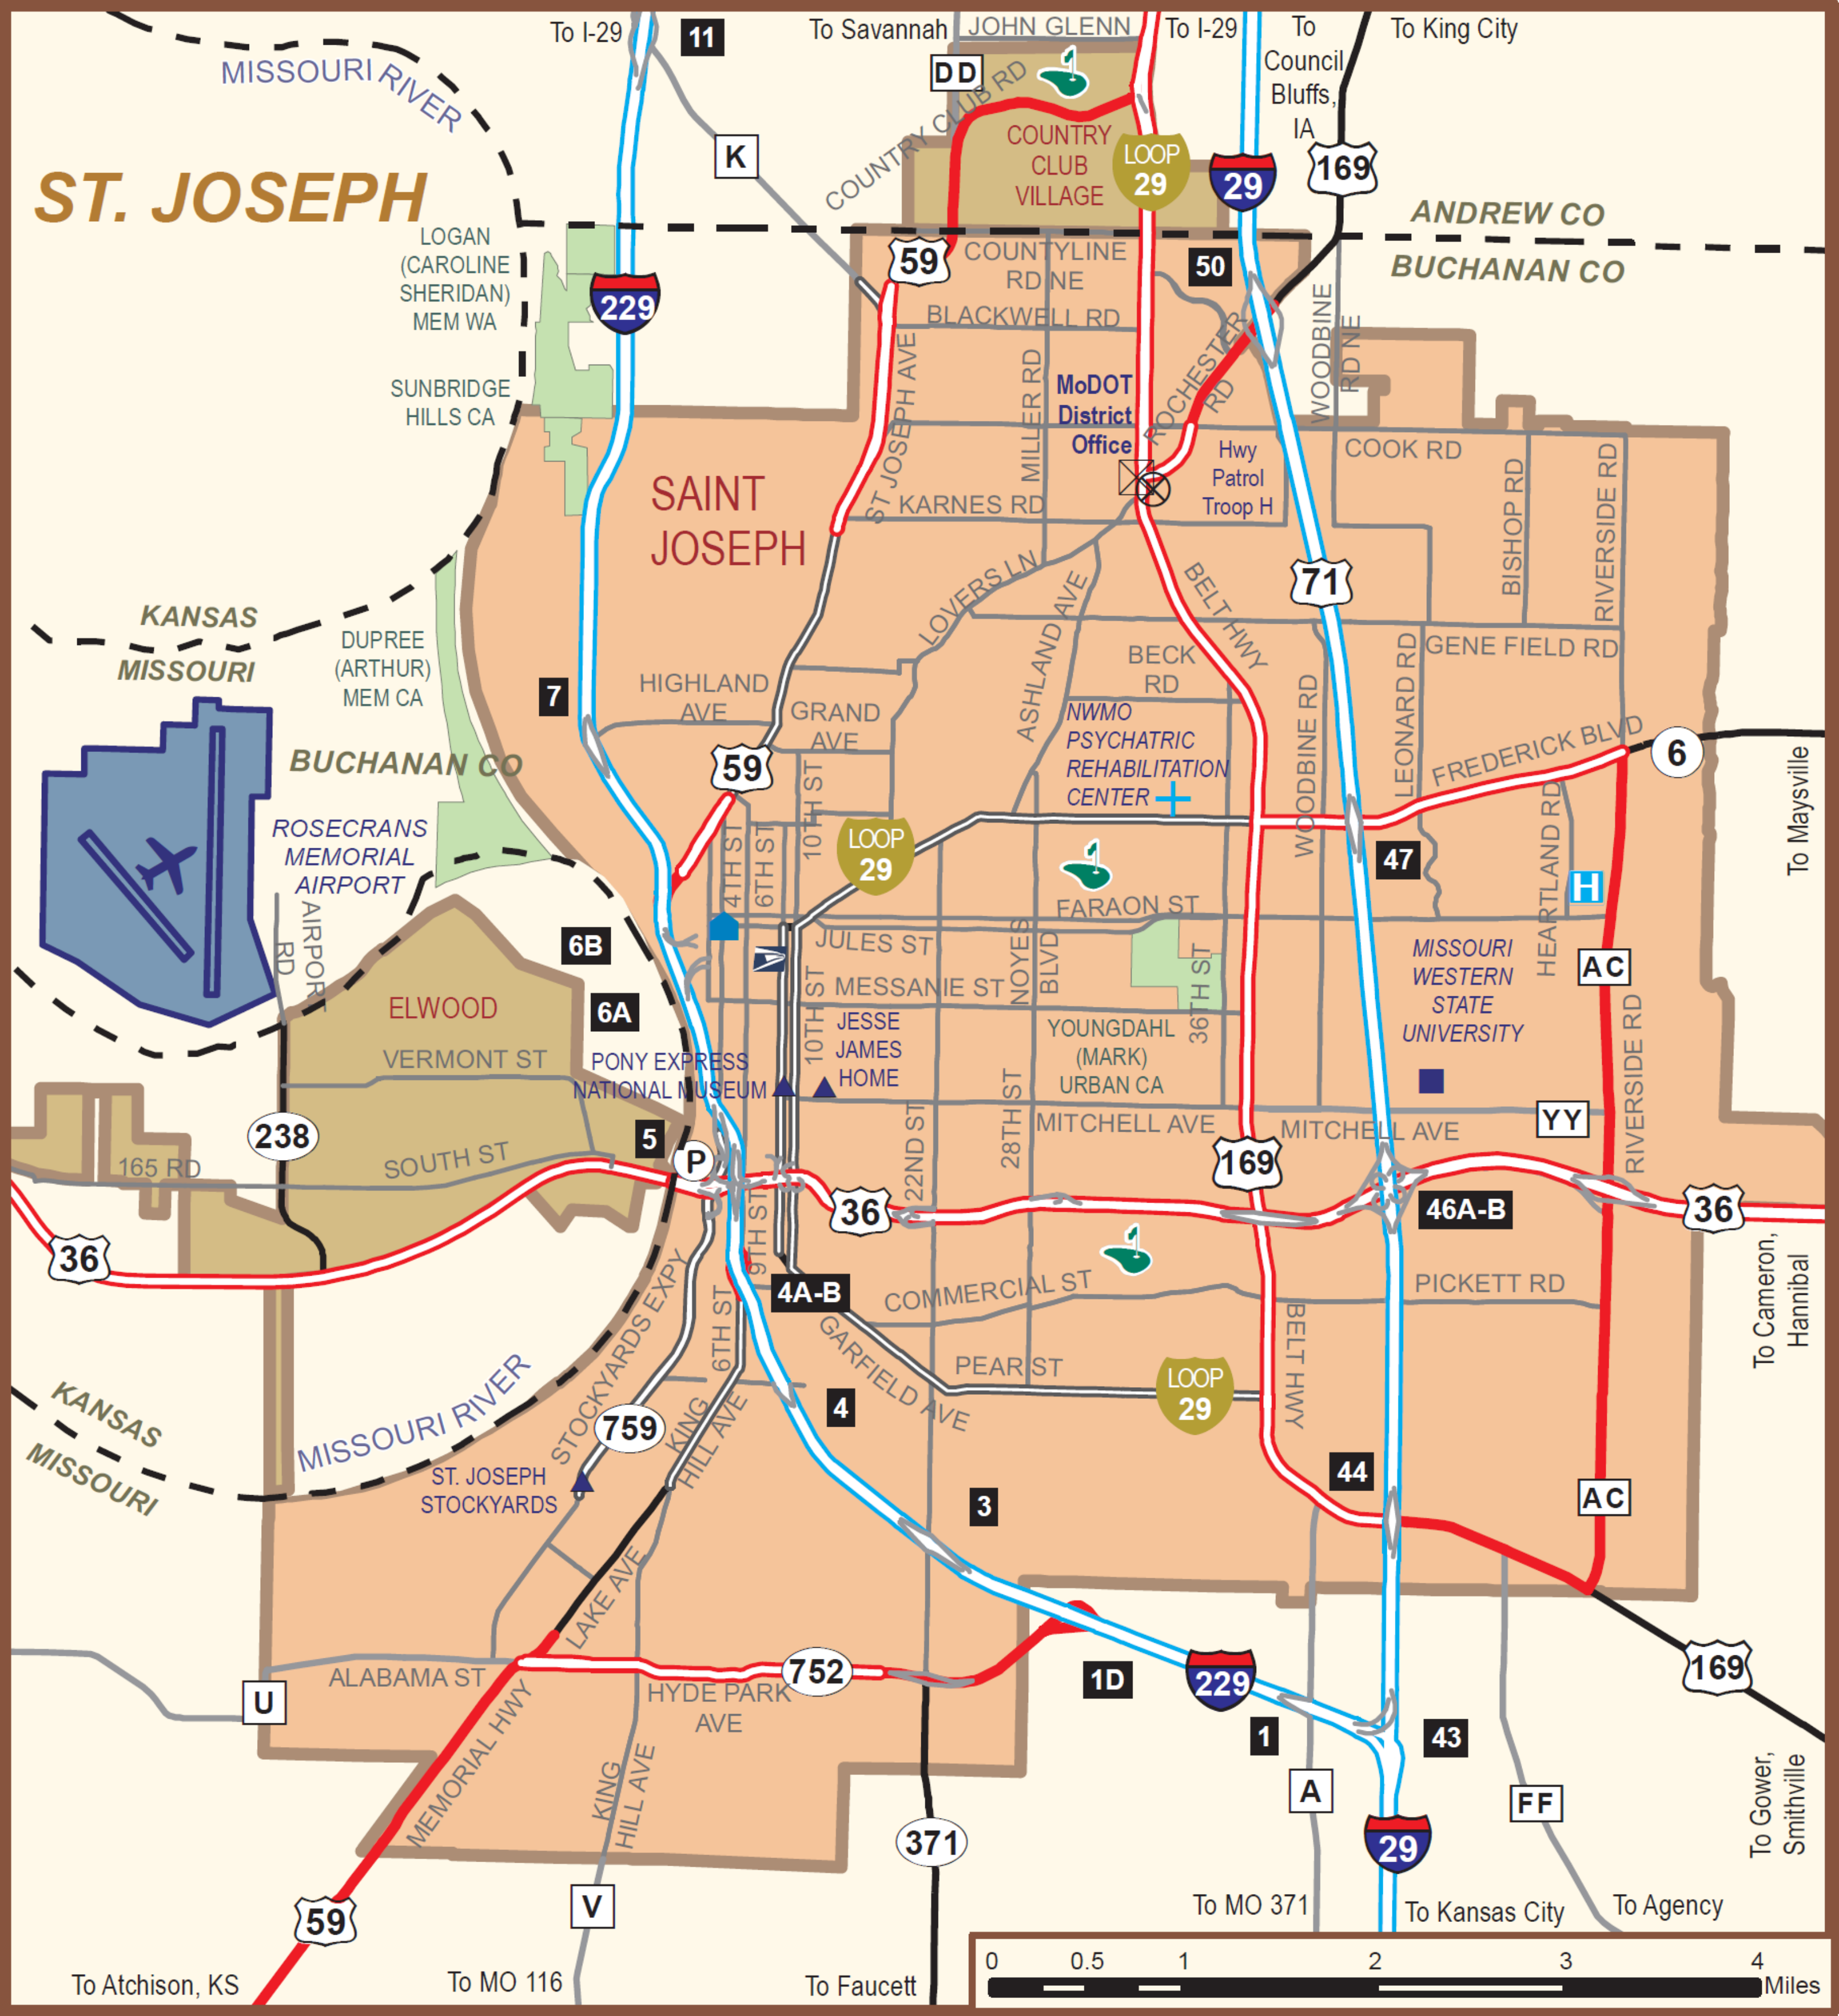 To I-29
11
To Savannah
JOHN GLENN
To I-29
To
Council
Bluffs,
IA
To King City
MISSOURI RIVER
DD
COUNTRY CLUB RD
K
COUNTRY
CLUB
VILLAGE
LOOP
29
29
169
ST. JOSEPH
ANDREW CO
BUCHANAN CO
LOGAN
(CAROLINE
SHERIDAN)
MEM WA
229
59
COUNTYLINE
RD NE
50
BLACKWELL RD
WOODBINE
RD NE
SUNBRIDGE
HILLS CA
ST JOSEPH AVE
MILLER RD
MoDOT
District
Office
ROCHESTER
RD
Hwy
Patrol
Troop H
COOK RD
BISHOP RD
RIVERSIDE RD
SAINT
JOSEPH
KARNES RD
LOVERS LN
ASHLAND AVE
BELT HWY
71
KANSAS
MISSOURI
DUPREE
(ARTHUR)
MEM CA
GENE FIELD RD
LEONARD RD
BECK
RD
7
HIGHLAND
AVE
GRAND
AVE
WOODBINE RD
NWMO
PSYCHATRIC
REHABILITATION
CENTER
FREDERICK BLVD
6
To Maysville
BUCHANAN CO
59
10TH ST
4TH ST
6TH ST
LOOP
29
47
HEARTLAND RD
H
ROSECRANS
MEMORIAL
AIRPORT
AIRPORT
RD
FARAON ST
6B
JULES ST
NOYES
BLVD
36TH ST
MISSOURI
WESTERN
STATE
UNIVERSITY
AC
ELWOOD
6A
MESSANIE ST
10TH ST
JESSE
JAMES
HOME
YOUNGDAHL
(MARK)
URBAN CA
RIVERSIDE RD
VERMONT ST
PONY EXPRESS
NATIONAL MUSEUM
238
5
P
22ND ST
28TH ST
MITCHELL AVE
MITCHELL AVE
YY
165 RD
SOUTH ST
169
36
9TH ST
36
46A-B
36
To Cameron,
Hannibal
4A-B
COMMERCIAL ST
PICKETT RD
STOCKYARDS EXPY
6TH ST
GARFIELD AVE
PEAR ST
LOOP
29
BELT HWY
KANSAS
MISSOURI
MISSOURI RIVER
759
KING
HILL AVE
4
ST. JOSEPH
STOCKYARDS
44
AC
3
LAKE AVE
ALABAMA ST
752
HYDE PARK
AVE
U
1D
229
169
1
43
MEMORIAL HWY
KING
HILL AVE
A
FF
To Gower,
Smithville
371
29
59
V
To MO 371
To Kansas City
To Agency
To Atchison, KS
To MO 116
To Faucett
0 0.5 1 2 3 4
Miles